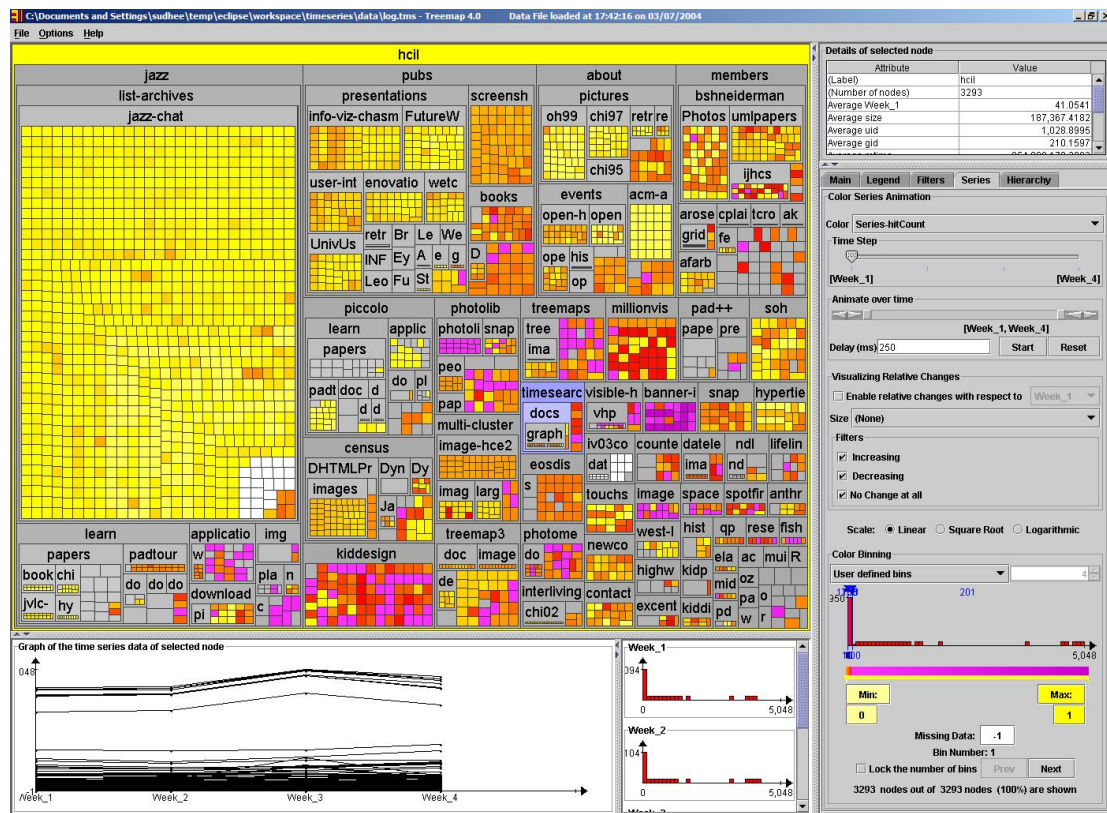 C:\Documents and Settings\sudhee\temp\eclipse\workspace\timeseries\data\log.tms - Treemap 4.0 Data File loaded at 17:42:16 on 03/07/2004
File Options Help
hcil
jazz pubs about members
list-archives presentations screensh pictures bshneiderman
jazz-chat info-viz-chasm FutureW oh99 chi97 retr re Photos umlpapers
chi95
ijhcs
user-int enovatio wetc books events acm-a
open-h open arose cplai tcro ak
UnivUs retr Br Le We grid fe
INF Ey A e g D ope his afarb
Leo Fu St op
piccolo photolib treemaps millionvis pad++ soh
learn applic photoli snap tree pape pre
papers ima
peo
padt doc d do pl
d d pap timesearc visible-h banner-i snap hypertie
docs vhp
multi-cluster graph
census image-hce2 iv03co counte datele ndl lifelin
DHTMLPr Dyn Dy eosdis dat ima nd
images s
Ja imag larg touchs image space spotfir anthr
learn applicatio img treemap3 photome west-l hist qp rese fish
papers padtour w kiddesign doc image do newco
book chi pla n de highw kidp ela ac mui R
do do do download interliving contact mid oz
jvlc- hy pi c chi02 excent kiddi pd pa o
w r
Details of selected node
Attribute Value
(Label) hcil
(Number of nodes) 3293
Average Week_1 41.0541
Average size 187,367.4182
Average uid 1,028.8995
Average gid 210.1597
Main Legend Filters Series Hierarchy
Color Series Animation
Color Series-hitCount
Time Step
[Week_1] [Week_4]
Animate over time
[Week_1, Week_4]
Delay (ms) 250 Start Reset
Visualizing Relative Changes
Enable relative changes with respect to Week_1
Size (None)
Filters
Increasing
Decreasing
No Change at all
Scale: Linear Square Root Logarithmic
Color Binning
User defined bins 4
201
950
5,048
Min: Max:
0 1
Missing Data: -1
Bin Number: 1
Lock the number of bins Prev Next
3293 nodes out of 3293 nodes (100%) are shown
Graph of the time series data of selected node
048
-1
Week_1 Week_2 Week_3 Week_4
Week_1
094
0 5,048
Week_2
104
0 5,048